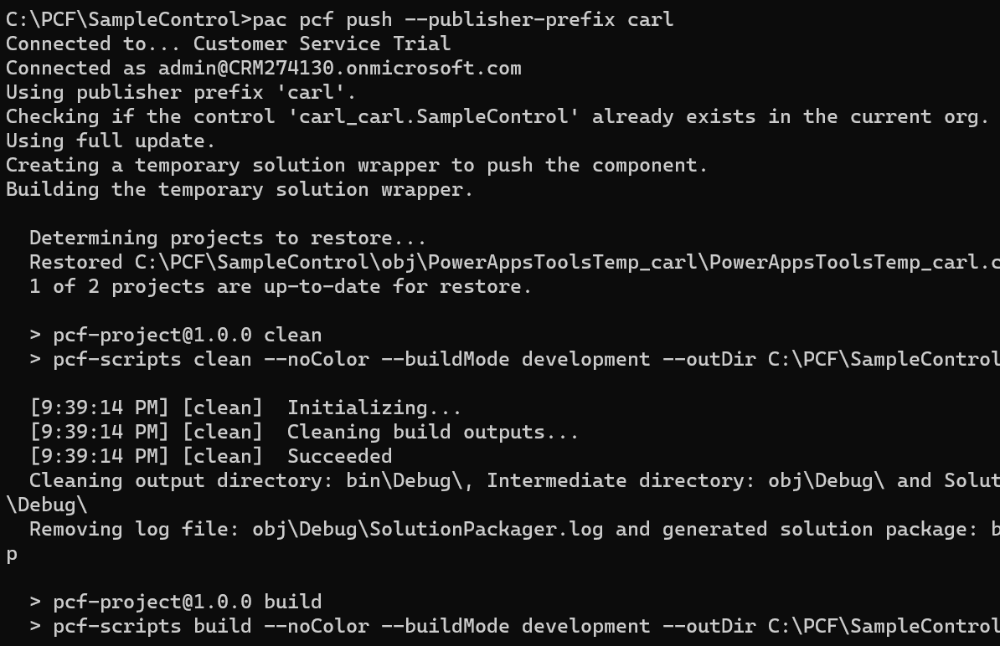 C:\PCF\SampleControl>pac pcf push --publisher-prefix carl
Connected to... Customer Service Trial
Connected as admin@CRM274130.onmicrosoft.com
Using publisher prefix 'carl'.
Checking if the control 'carl_carl.SampleControl' already exists in the current org.
Using full update.
Creating a temporary solution wrapper to push the component.
Building the temporary solution wrapper.
Determining projects to restore...
Restored C:\PCF\SampleControl\obj\PowerAppsToolsTemp_carl\PowerAppsToolsTemp_carl.c
1 of 2 projects are up-to-date for restore.
> pcf-project@1.0.0 clean
> pcf-scripts clean --noColor --buildMode development --outDir C:\PCF\SampleControl
[9:39:14 PM] [clean]  Initializing...
[9:39:14 PM] [clean]  Cleaning build outputs...
[9:39:14 PM] [clean]  Succeeded
Cleaning output directory: bin\Debug\, Intermediate directory: obj\Debug\ and Solut
\Debug\
Removing log file: obj\Debug\SolutionPackager.log and generated solution package: b
p
> pcf-project@1.0.0 build
> pcf-scripts build --noColor --buildMode development --outDir C:\PCF\SampleControl